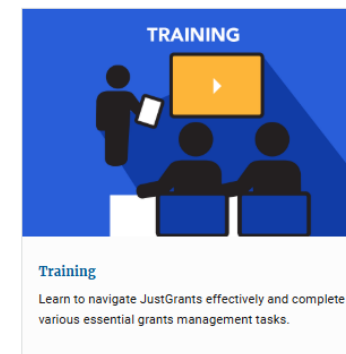 TRAINING
Training
Learn to navigate JustGrants effectively and complete
various essential grants management tasks.